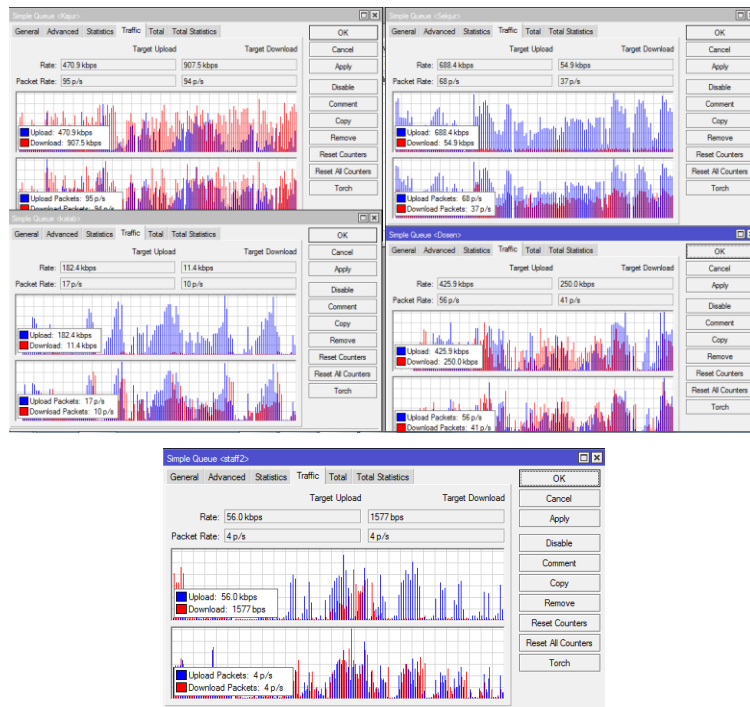 Simple Queue <Kajur>
General Advanced Statistics Traffic Total Total Statistics
Target Upload Target Download
Rate: 470.9 kbps 907.5 kbps
Packet Rate: 95 p/s 94 p/s
Upload: 470.9 kbps
Download: 907.5 kbps
Upload Packets: 95 p/s
Download Packets: 94 p/s
OK
Cancel
Apply
Disable
Comment
Copy
Remove
Reset Counters
Reset All Counters
Torch
Simple Queue <Sekjur>
General Advanced Statistics Traffic Total Total Statistics
Target Upload Target Download
Rate: 688.4 kbps 54.9 kbps
Packet Rate: 68 p/s 37 p/s
Upload: 688.4 kbps
Download: 54.9 kbps
Upload Packets: 68 p/s
Download Packets: 37 p/s
OK
Cancel
Apply
Disable
Comment
Copy
Remove
Reset Counters
Reset All Counters
Torch
Simple Queue <kalab>
General Advanced Statistics Traffic Total Total Statistics
Target Upload Target Download
Rate: 182.4 kbps 11.4 kbps
Packet Rate: 17 p/s 10 p/s
Upload: 182.4 kbps
Download: 11.4 kbps
Upload Packets: 17 p/s
Download Packets: 10 p/s
OK
Cancel
Apply
Disable
Comment
Copy
Remove
Reset Counters
Reset All Counters
Torch
Simple Queue <Dosen>
General Advanced Statistics Traffic Total Total Statistics
Target Upload Target Download
Rate: 425.9 kbps 250.0 kbps
Packet Rate: 56 p/s 41 p/s
Upload: 425.9 kbps
Download: 250.0 kbps
Upload Packets: 56 p/s
Download Packets: 41 p/s
OK
Cancel
Apply
Disable
Comment
Copy
Remove
Reset Counters
Reset All Counters
Torch
Simple Queue <staff2>
General Advanced Statistics Traffic Total Total Statistics
Target Upload Target Download
Rate: 56.0 kbps 1577 bps
Packet Rate: 4 p/s 4 p/s
Upload: 56.0 kbps
Download: 1577 bps
Upload Packets: 4 p/s
Download Packets: 4 p/s
OK
Cancel
Apply
Disable
Comment
Copy
Remove
Reset Counters
Reset All Counters
Torch